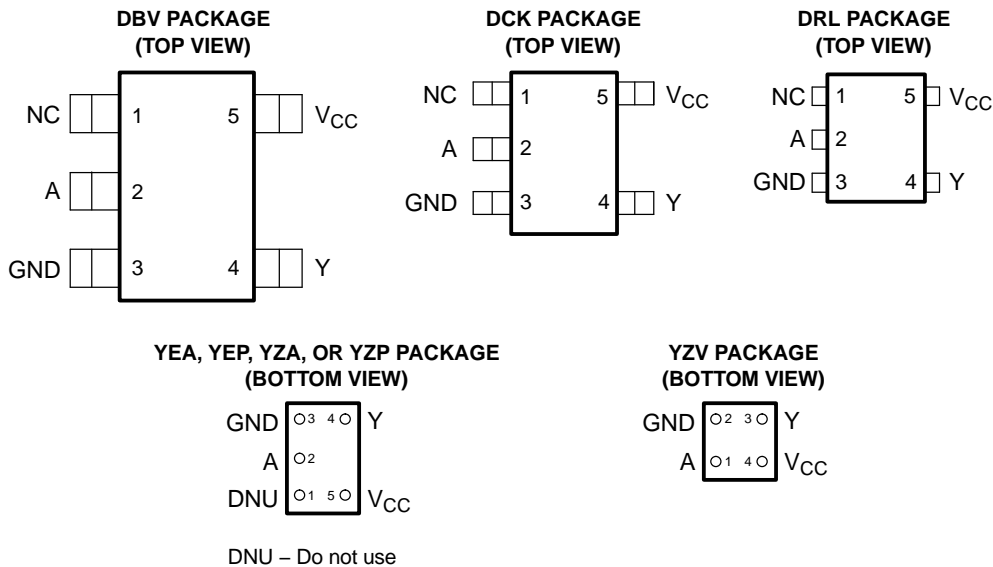 DBV PACKAGE
(TOP VIEW)
NC 1 5 VCC
A 2
GND 3 4 Y
DCK PACKAGE
(TOP VIEW)
NC 1 5 VCC
A 2
GND 3 4 Y
DRL PACKAGE
(TOP VIEW)
NC 1 5 VCC
A 2
GND 3 4 Y
YEA, YEP, YZA, OR YZP PACKAGE
(BOTTOM VIEW)
GND 3 4 Y
A 2
DNU 1 5 VCC
DNU – Do not use
YZV PACKAGE
(BOTTOM VIEW)
GND 2 3 Y
A 1 4 VCC